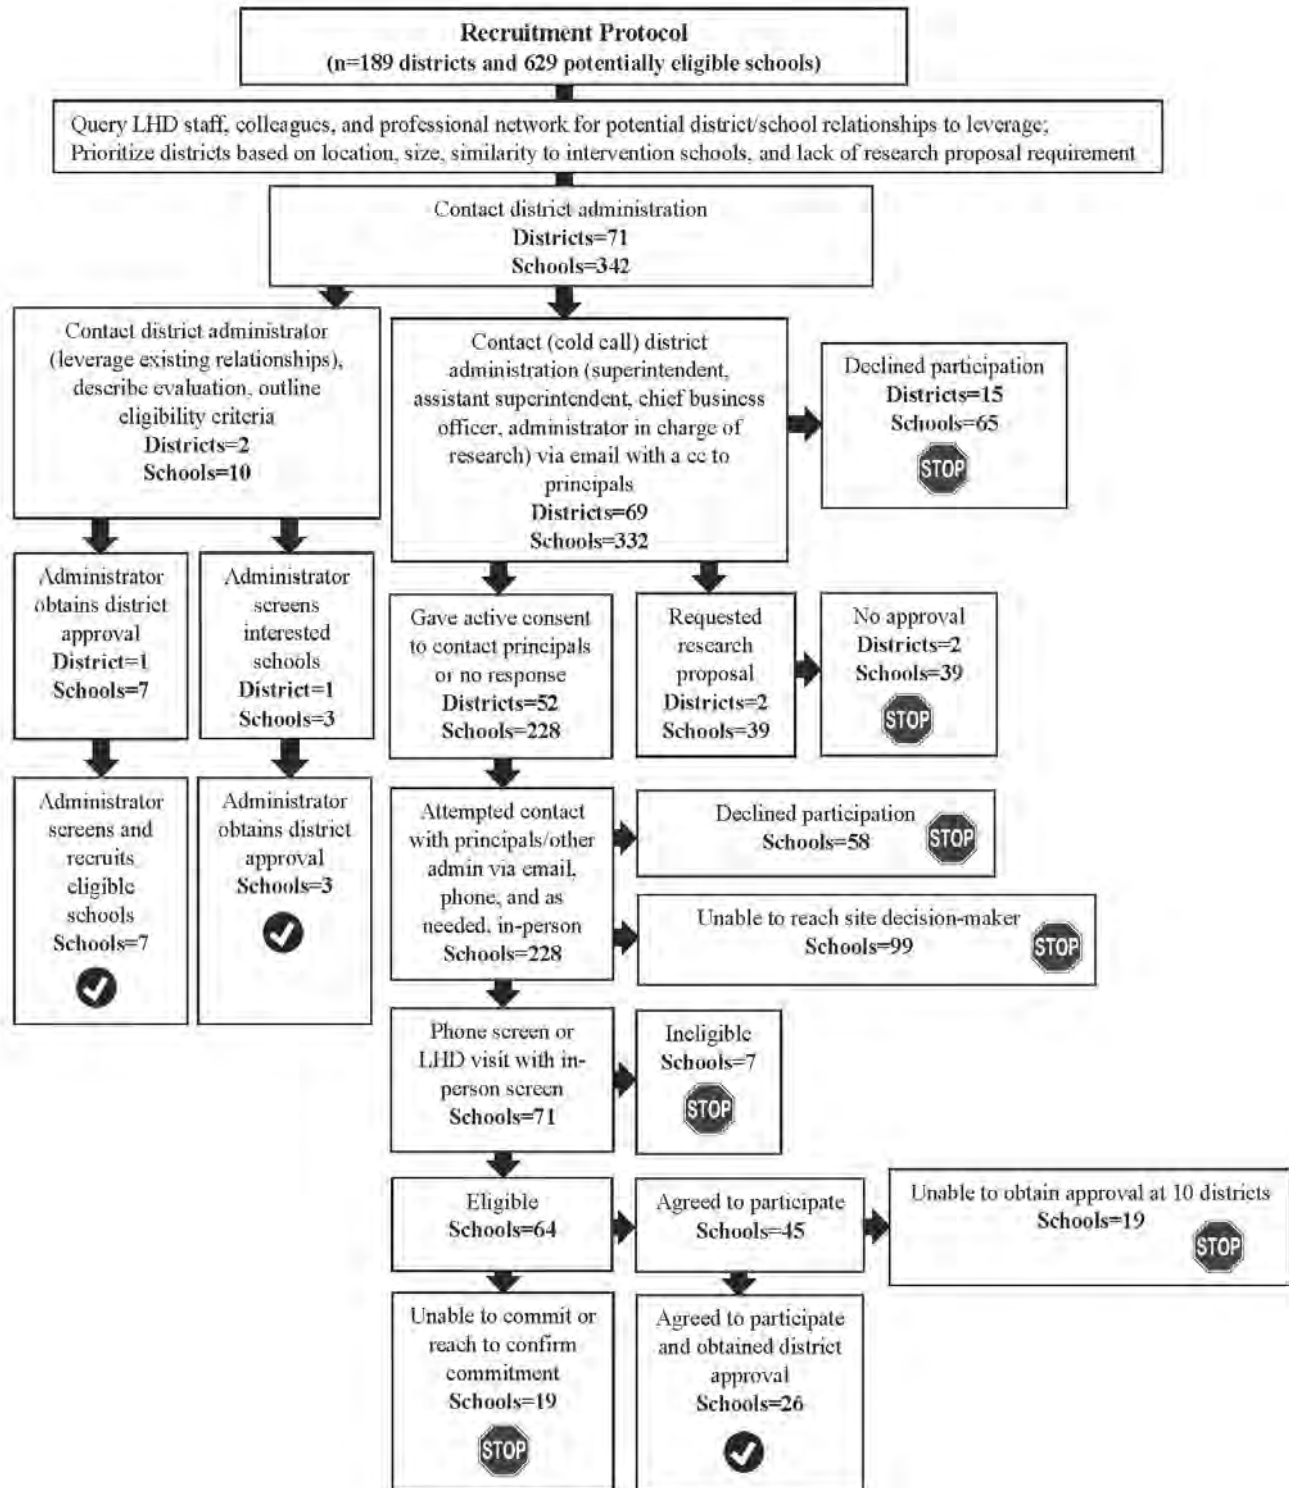 Recruitment Protocol
(n=189 districts and 629 potentially eligible schools)
Query LHD staff, colleagues, and professional network for potential district/school relationships to leverage;
Prioritize districts based on location, size, similarity to intervention schools, and lack of research proposal requirement
Contact district administration
Districts=71
Schools=342
Contact district administrator
(leverage existing relationships),
describe evaluation, outline
eligibility criteria
Districts=2
Schools=10
Contact (cold call) district
administration (superintendent,
assistant superintendent, chief business
officer, administrator in charge of
research) via email with a cc to
principals
Districts=69
Schools=332
Declined participation
Districts=15
Schools=65
STOP
Administrator
obtains district
approval
District=1
Schools=7
Administrator
screens
interested
schools
District=1
Schools=3
Gave active consent
to contact principals
or no response
Districts=52
Schools=228
Requested
research
proposal
Districts=2
Schools=39
No approval
Districts=2
Schools=39
STOP
Administrator
screens and
recruits
eligible
schools
Schools=7
Administrator
obtains district
approval
Schools=3
Attempted contact
with principals/other
admin via email,
phone, and as
needed, in-person
Schools=228
Declined participation
Schools=58
STOP
Unable to reach site decision-maker
Schools=99
STOP
Phone screen or
LHD visit with in-
person screen
Schools=71
Ineligible
Schools=7
STOP
Eligible
Schools=64
Agreed to participate
Schools=45
Unable to obtain approval at 10 districts
Schools=19
STOP
Unable to commit or
reach to confirm
commitment
Schools=19
STOP
Agreed to participate
and obtained district
approval
Schools=26